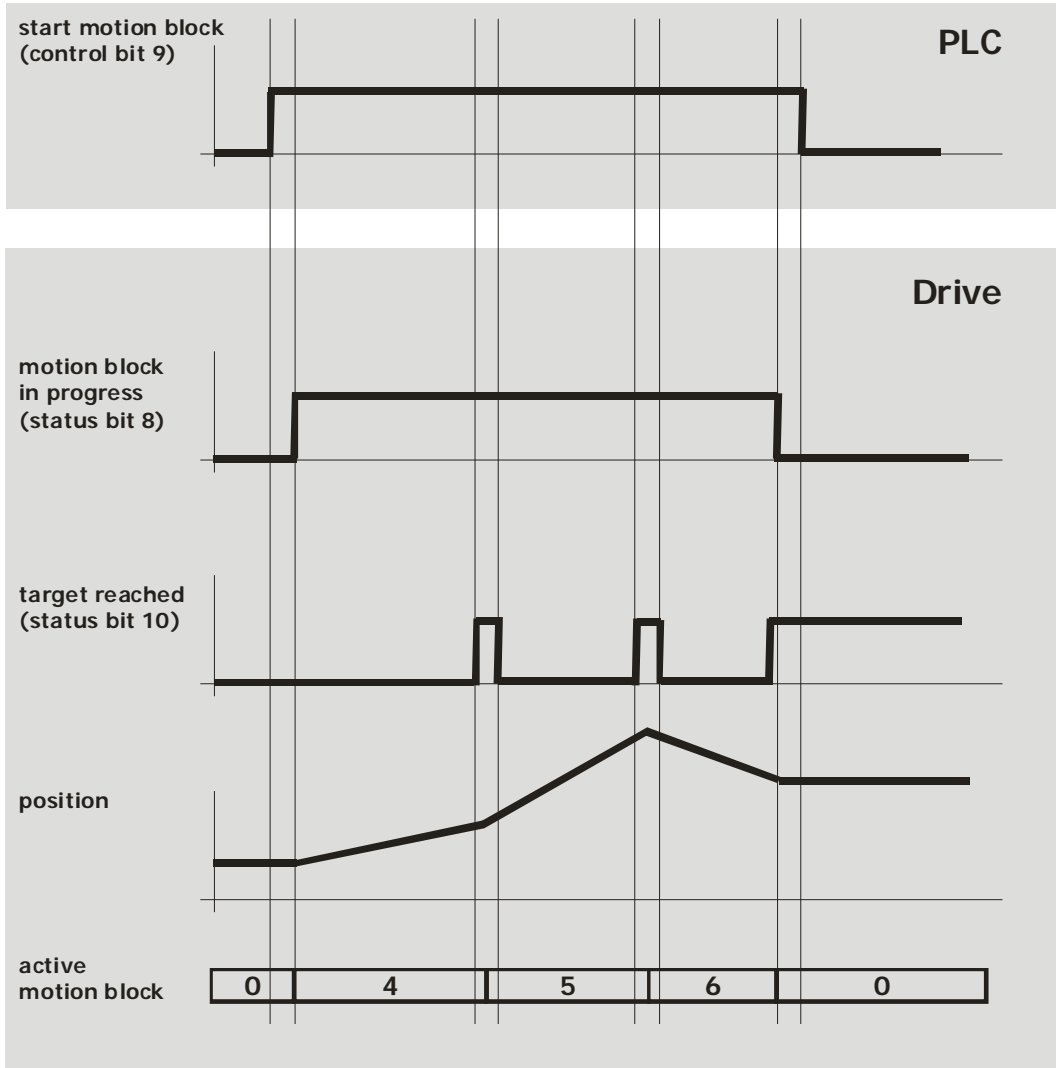 start motion block
(control bit 9)
PLC
Drive
motion block
in progress
(status bit 8)
target reached
(status bit 10)
position
active
motion block
0 4 5 6 0